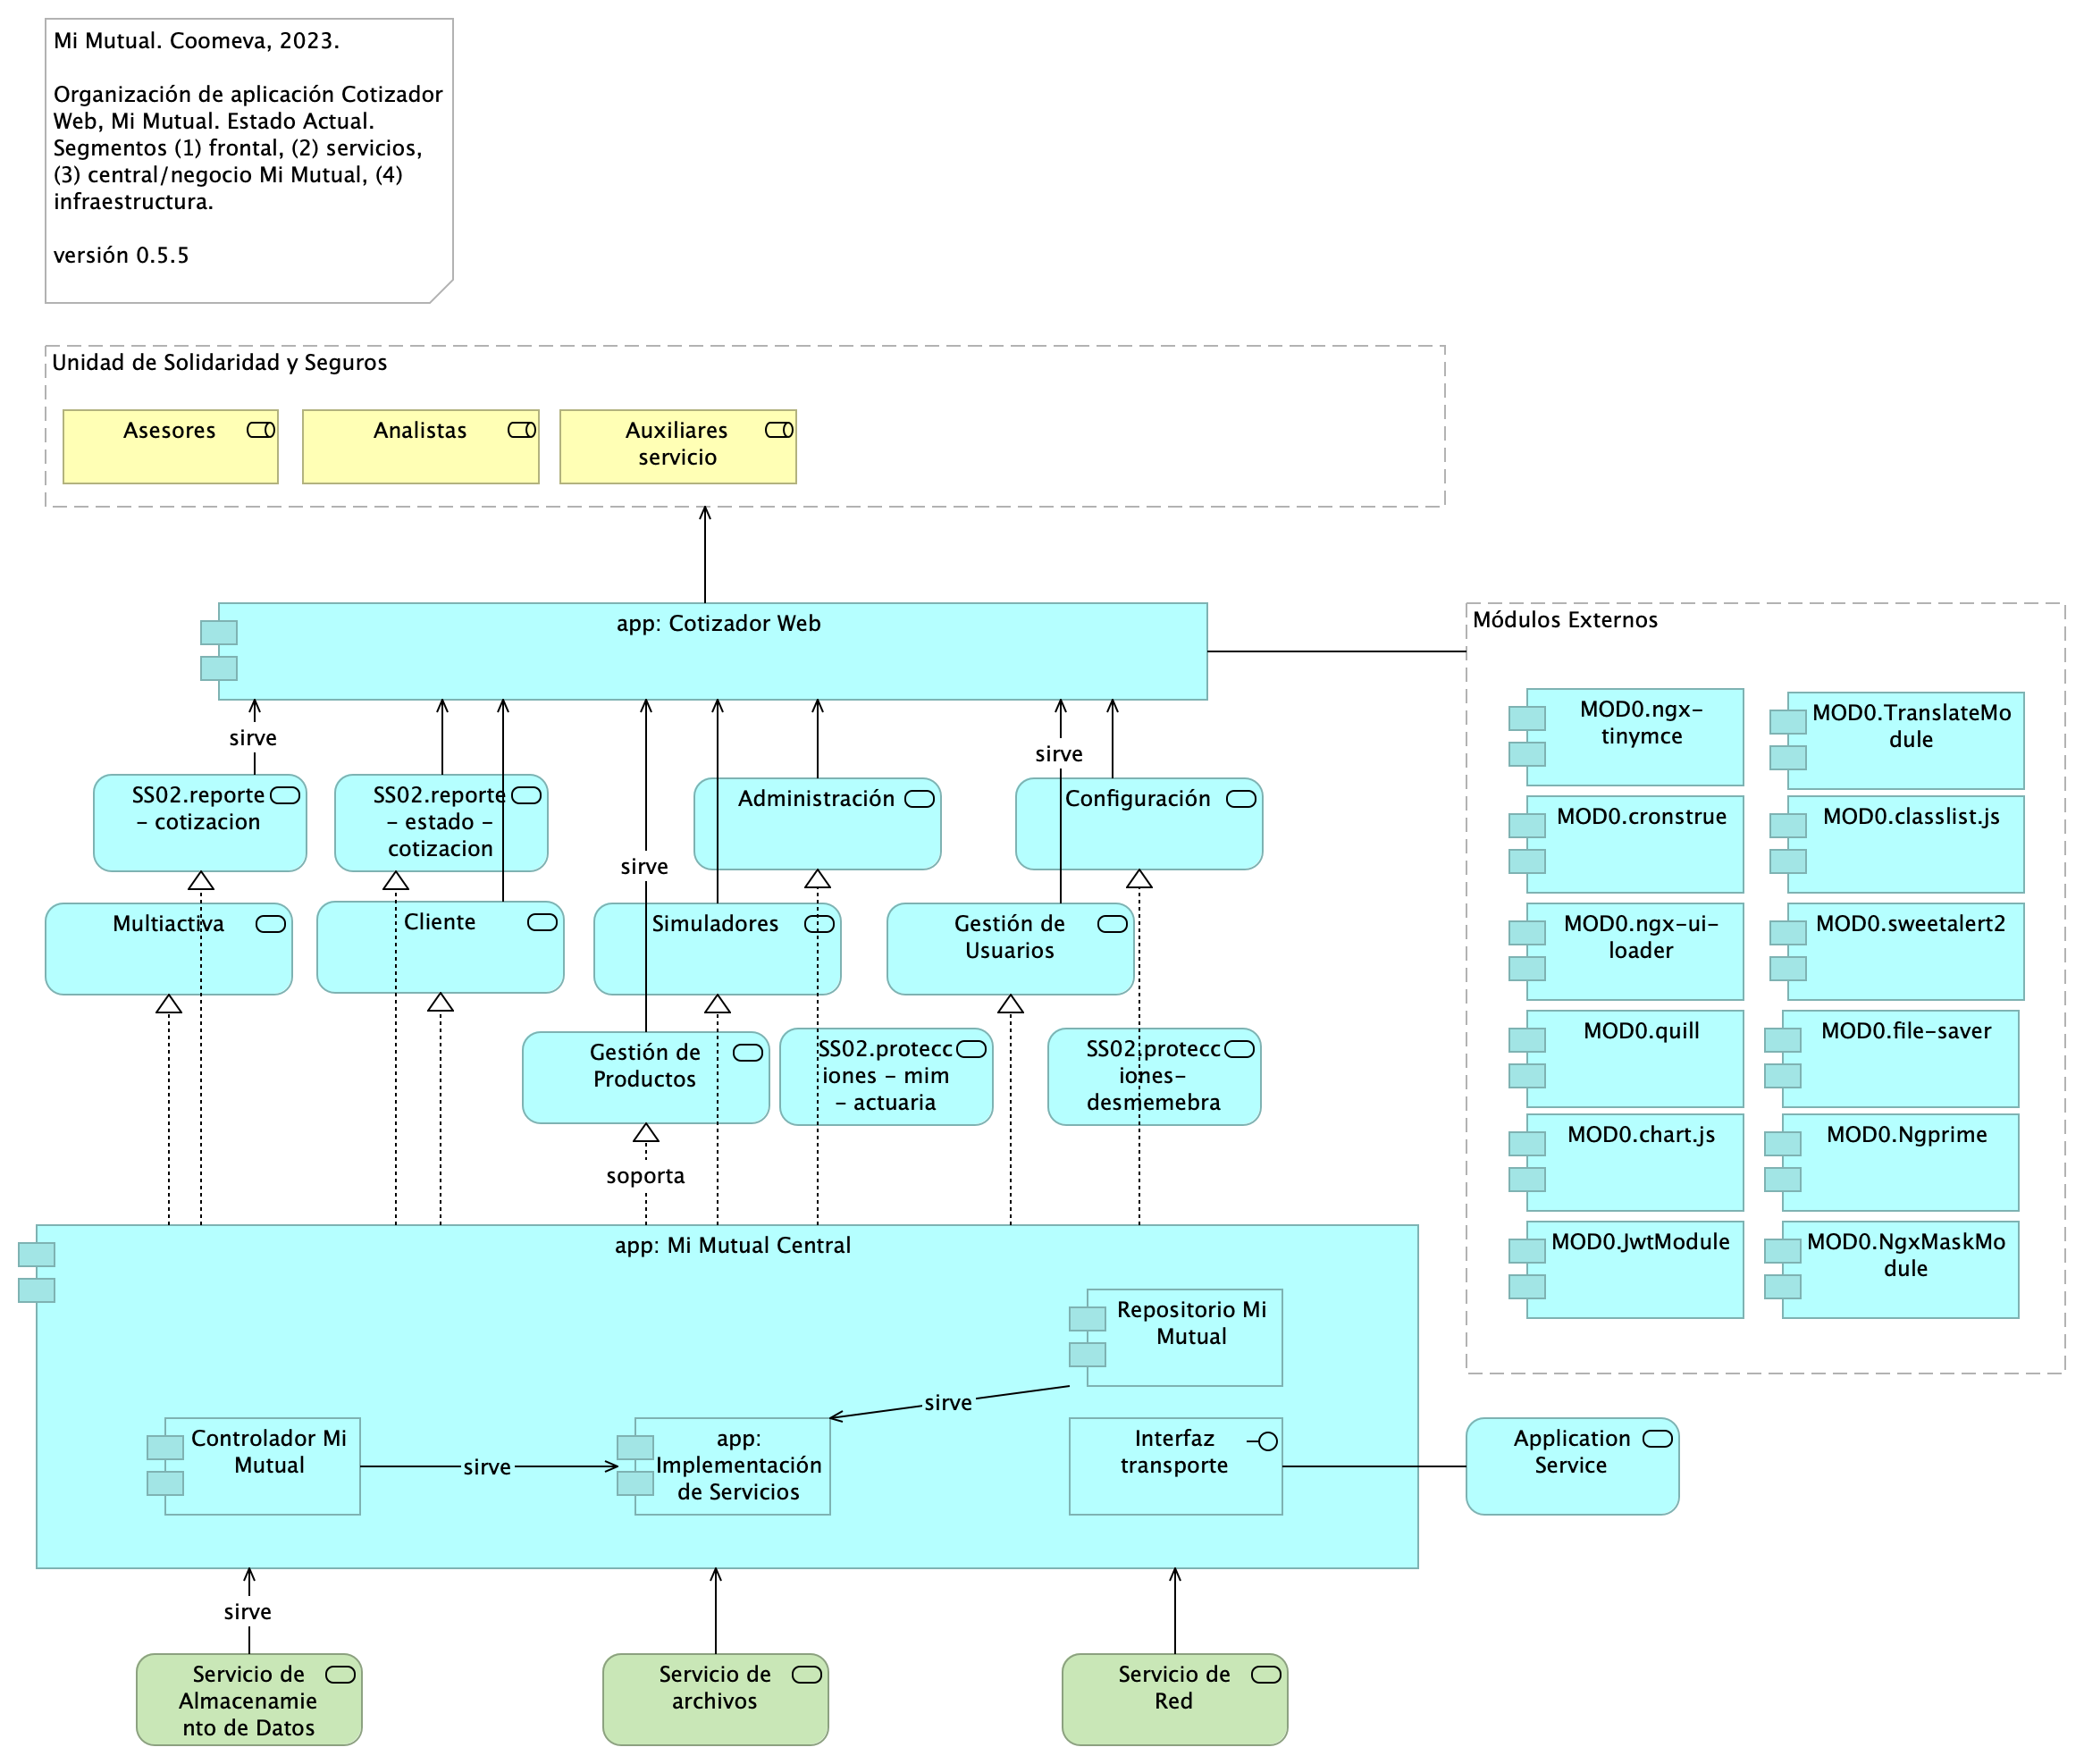 Mi Mutual. Coomeva, 2023.
Organización de aplicación Cotizador
Web, Mi Mutual. Estado Actual.
Segmentos (1) frontal, (2) servicios,
(3) central/negocio Mi Mutual, (4)
infraestructura.
versión 0.5.5
Unidad de Solidaridad y Seguros
Asesores
Analistas
Auxiliares
servicio
app: Cotizador Web
Módulos Externos
MOD0.ngx-
tinymce
MOD0.TranslateMo
dule
MOD0.cronstrue
MOD0.classlist.js
MOD0.ngx-ui-
loader
MOD0.sweetalert2
MOD0.quill
MOD0.file-saver
MOD0.chart.js
MOD0.Ngprime
MOD0.JwtModule
MOD0.NgxMaskMo
dule
sirve
sirve
SS02.reporte
- cotizacion
SS02.reporte
- estado -
cotizacion
Administración
Configuración
sirve
Multiactiva
Cliente
Simuladores
Gestión de
Usuarios
Gestión de
Productos
SS02.protecc
iones - mim
- actuaria
SS02.protecc
iones-
desmemebra
soporta
app: Mi Mutual Central
Repositorio Mi
Mutual
sirve
Controlador Mi
Mutual
sirve
app:
Implementación
de Servicios
Interfaz
transporte
Application
Service
sirve
Servicio de
Almacenamie
nto de Datos
Servicio de
archivos
Servicio de
Red